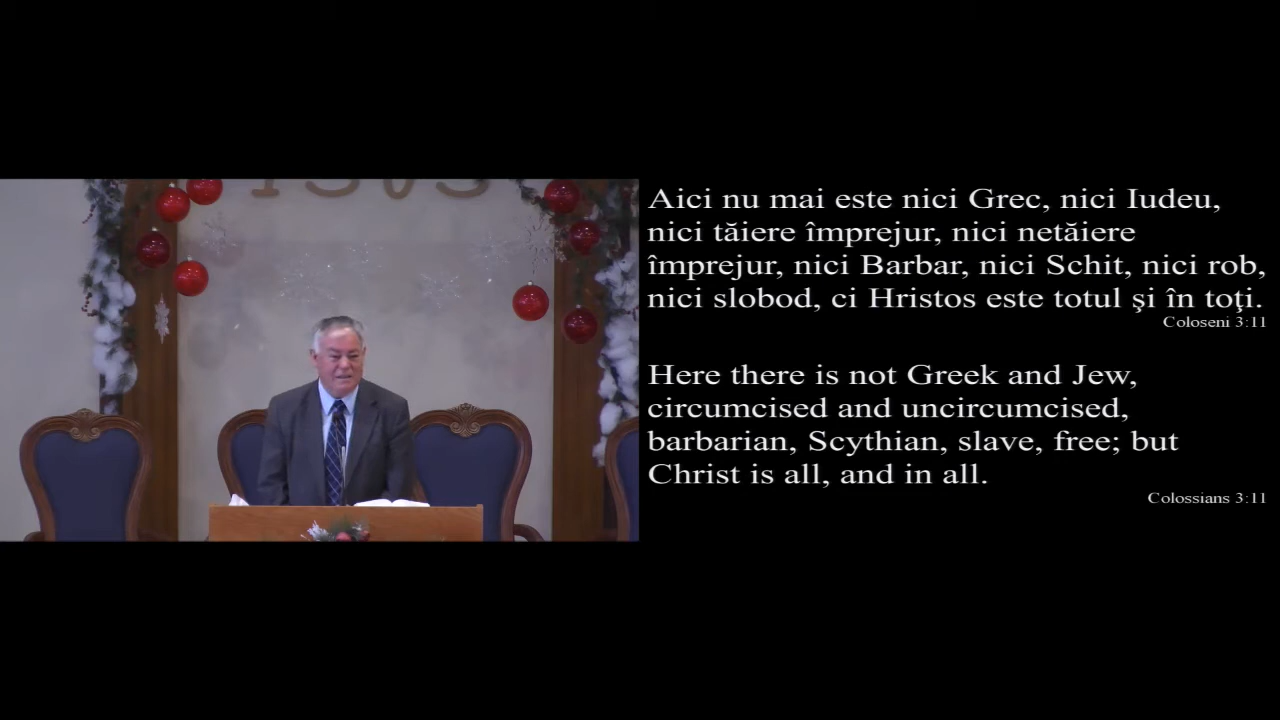 Aici nu mai este nici Grec, nici Iudeu,
nici tăiere împrejur, nici netăiere
împrejur, nici Barbar, nici Schit, nici rob,
nici slobod, ci Hristos este totul şi în toţi.
Coloseni 3:11
Here there is not Greek and Jew,
circumcised and uncircumcised,
barbarian, Scythian, slave, free; but
Christ is all, and in all.
Colossians 3:11